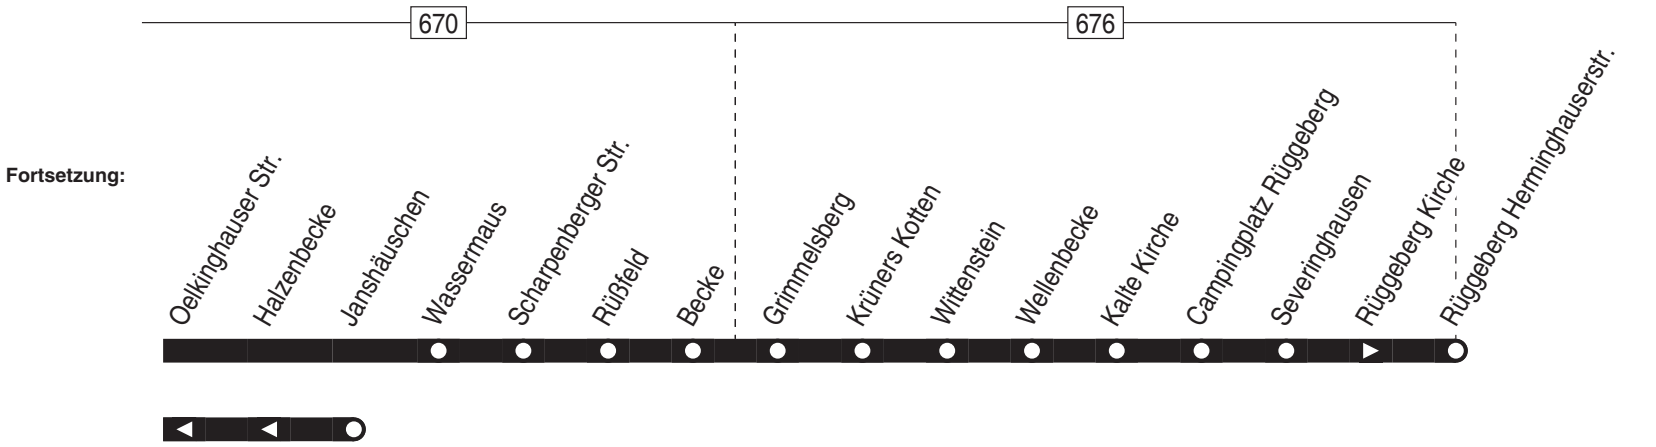 670
676
Fortsetzung:
Oelkinghauser Str.
Halzenbecke
Janshäuschen
Wassermaus
Scharpenberger Str.
Rüßfeld
Becke
Grimmelsberg
Krüners Kotten
Wittenstein
Wellenbecke
Kalte Kirche
Campingplatz Rüggeberg
Severinghausen
Rüggeberg Kirche
Rüggeberg Herminghauserstr.